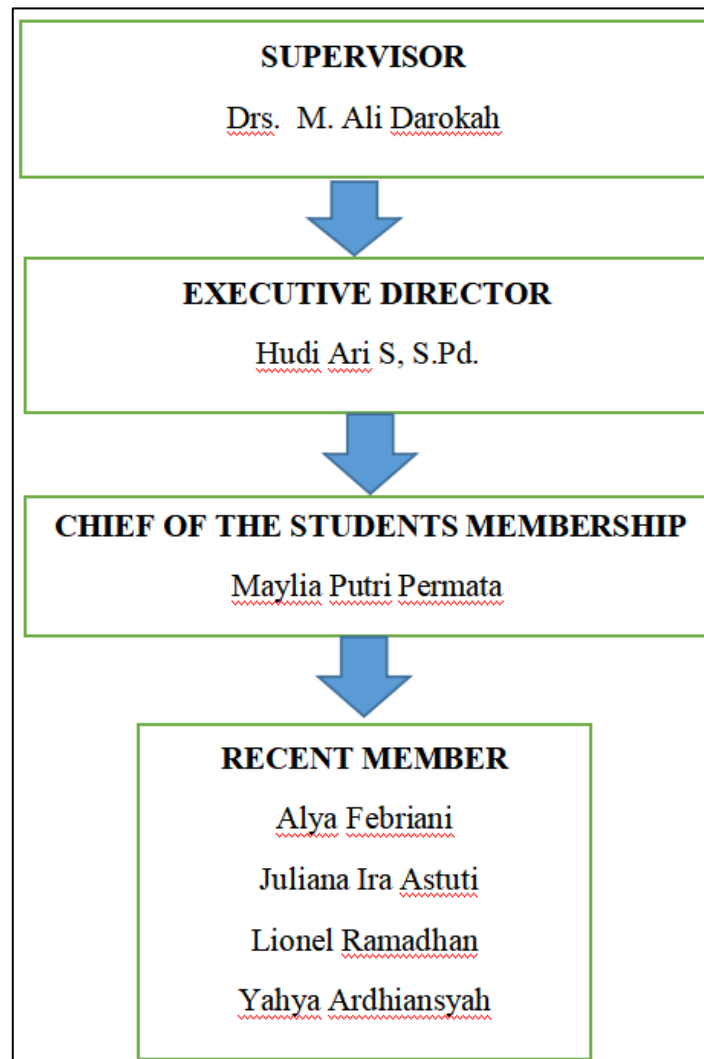 SUPERVISOR
Drs. M. Ali Darokah
EXECUTIVE DIRECTOR
Hudi Ari S, S.Pd.
CHIEF OF THE STUDENTS MEMBERSHIP
Maylia Putri Permata
RECENT MEMBER
Alya Febriani
Juliana Ira Astuti
Lionel Ramadhan
Yahya Ardhiansyah